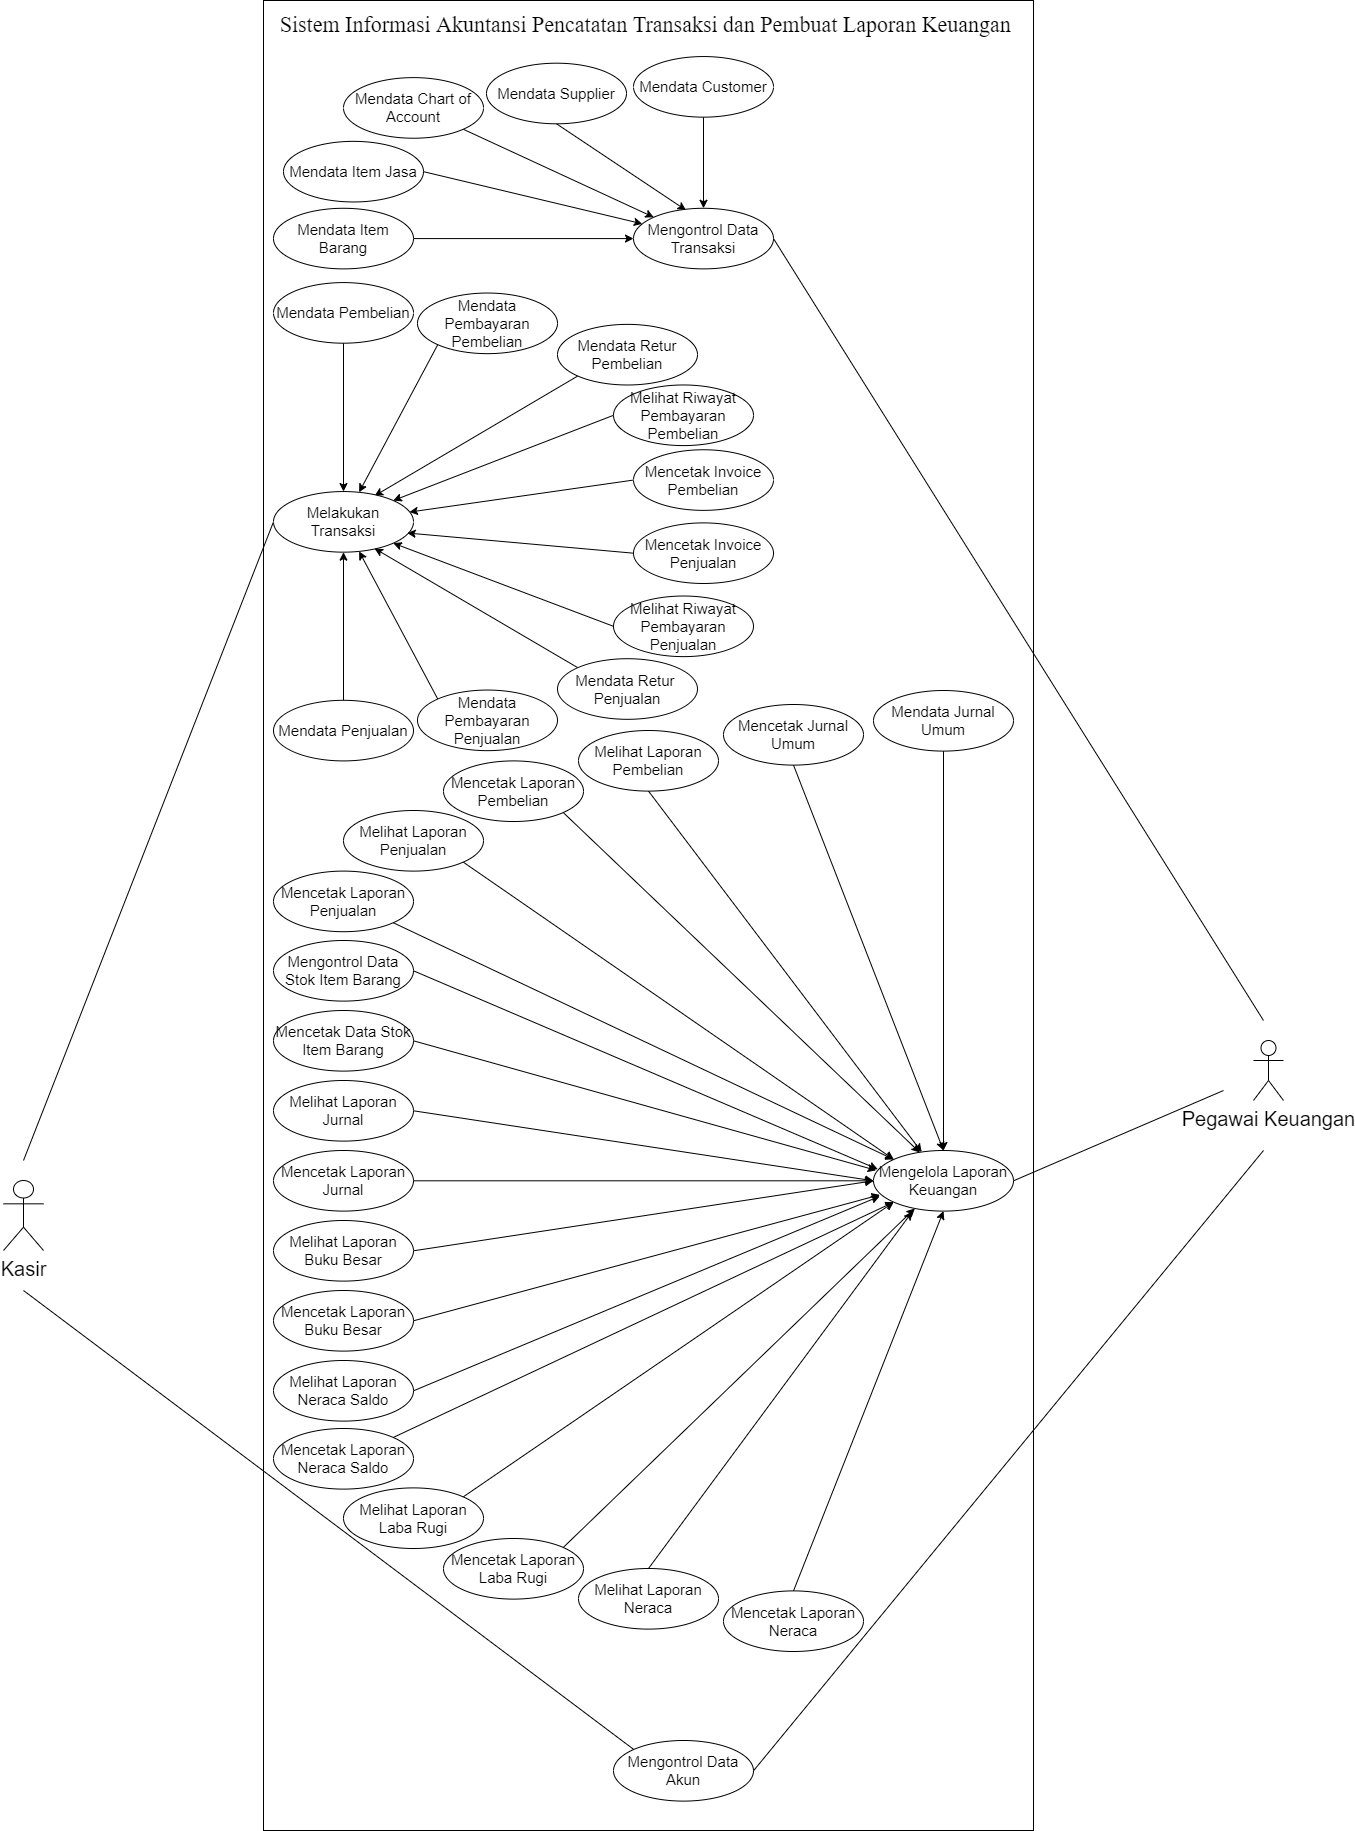 Sistem Informasi Akuntansi Pencatatan Transaksi dan Pembuat Laporan Keuangan
Mendata Customer
Mendata Supplier
Mendata Chart of
Account
Mendata Item Jasa
Mendata Item
Barang
Mengontrol Data
Transaksi
Mendata Pembelian
Mendata
Pembayaran
Pembelian
Mendata Retur
Pembelian
Melihat Riwayat
Pembayaran
Pembelian
Mencetak Invoice
Pembelian
Melakukan
Transaksi
Mencetak Invoice
Penjualan
Melihat Riwayat
Pembayaran
Penjualan
Mendata Retur
Penjualan
Mendata
Pembayaran
Penjualan
Mendata Penjualan
Mendata Jurnal
Umum
Mencetak Jurnal
Umum
Melihat Laporan
Pembelian
Mencetak Laporan
Pembelian
Melihat Laporan
Penjualan
Mencetak Laporan
Penjualan
Mengontrol Data
Stok Item Barang
Mencetak Data Stok
Item Barang
Melihat Laporan
Jurnal
Pegawai Keuangan
Mencetak Laporan
Jurnal
Mengelola Laporan
Keuangan
Melihat Laporan
Buku Besar
Kasir
Mencetak Laporan
Buku Besar
Melihat Laporan
Neraca Saldo
Mencetak Laporan
Neraca Saldo
Melihat Laporan
Laba Rugi
Mencetak Laporan
Laba Rugi
Melihat Laporan
Neraca
Mencetak Laporan
Neraca
Mengontrol Data
Akun